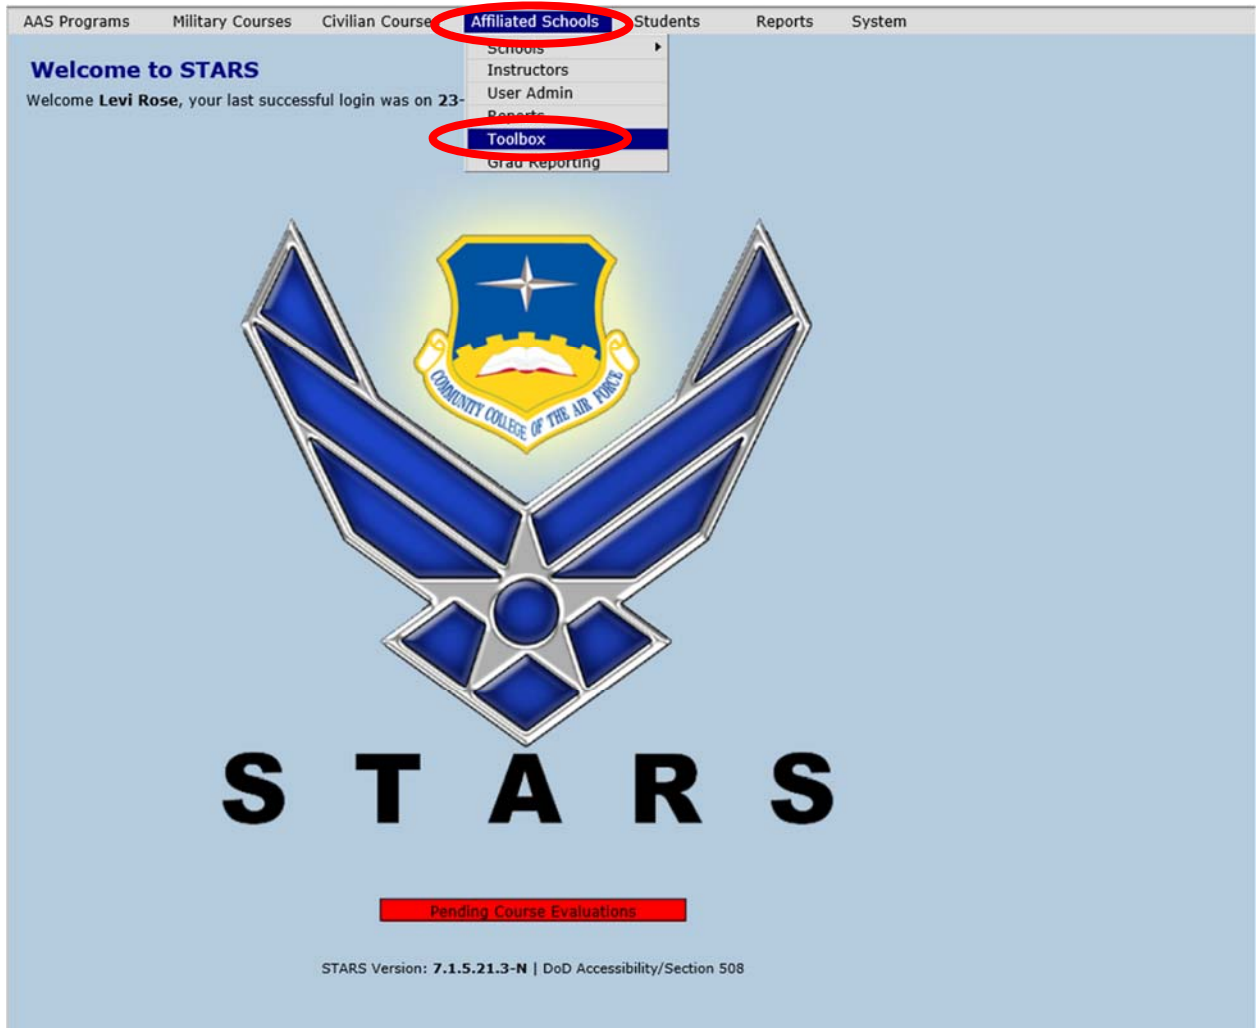 AAS Programs Military Courses Civilian Course Affiliated Schools Students Reports System
Schools
Welcome to STARS
Instructors
User Admin
Welcome Levi Rose, your last successful login was on 23-
Reports
Toolbox
Grad Reporting
COMMUNITY COLLEGE OF THE AIR FORCE
STARS
Pending Course Evaluations
STARS Version: 7.1.5.21.3-N | DoD Accessibility/Section 508